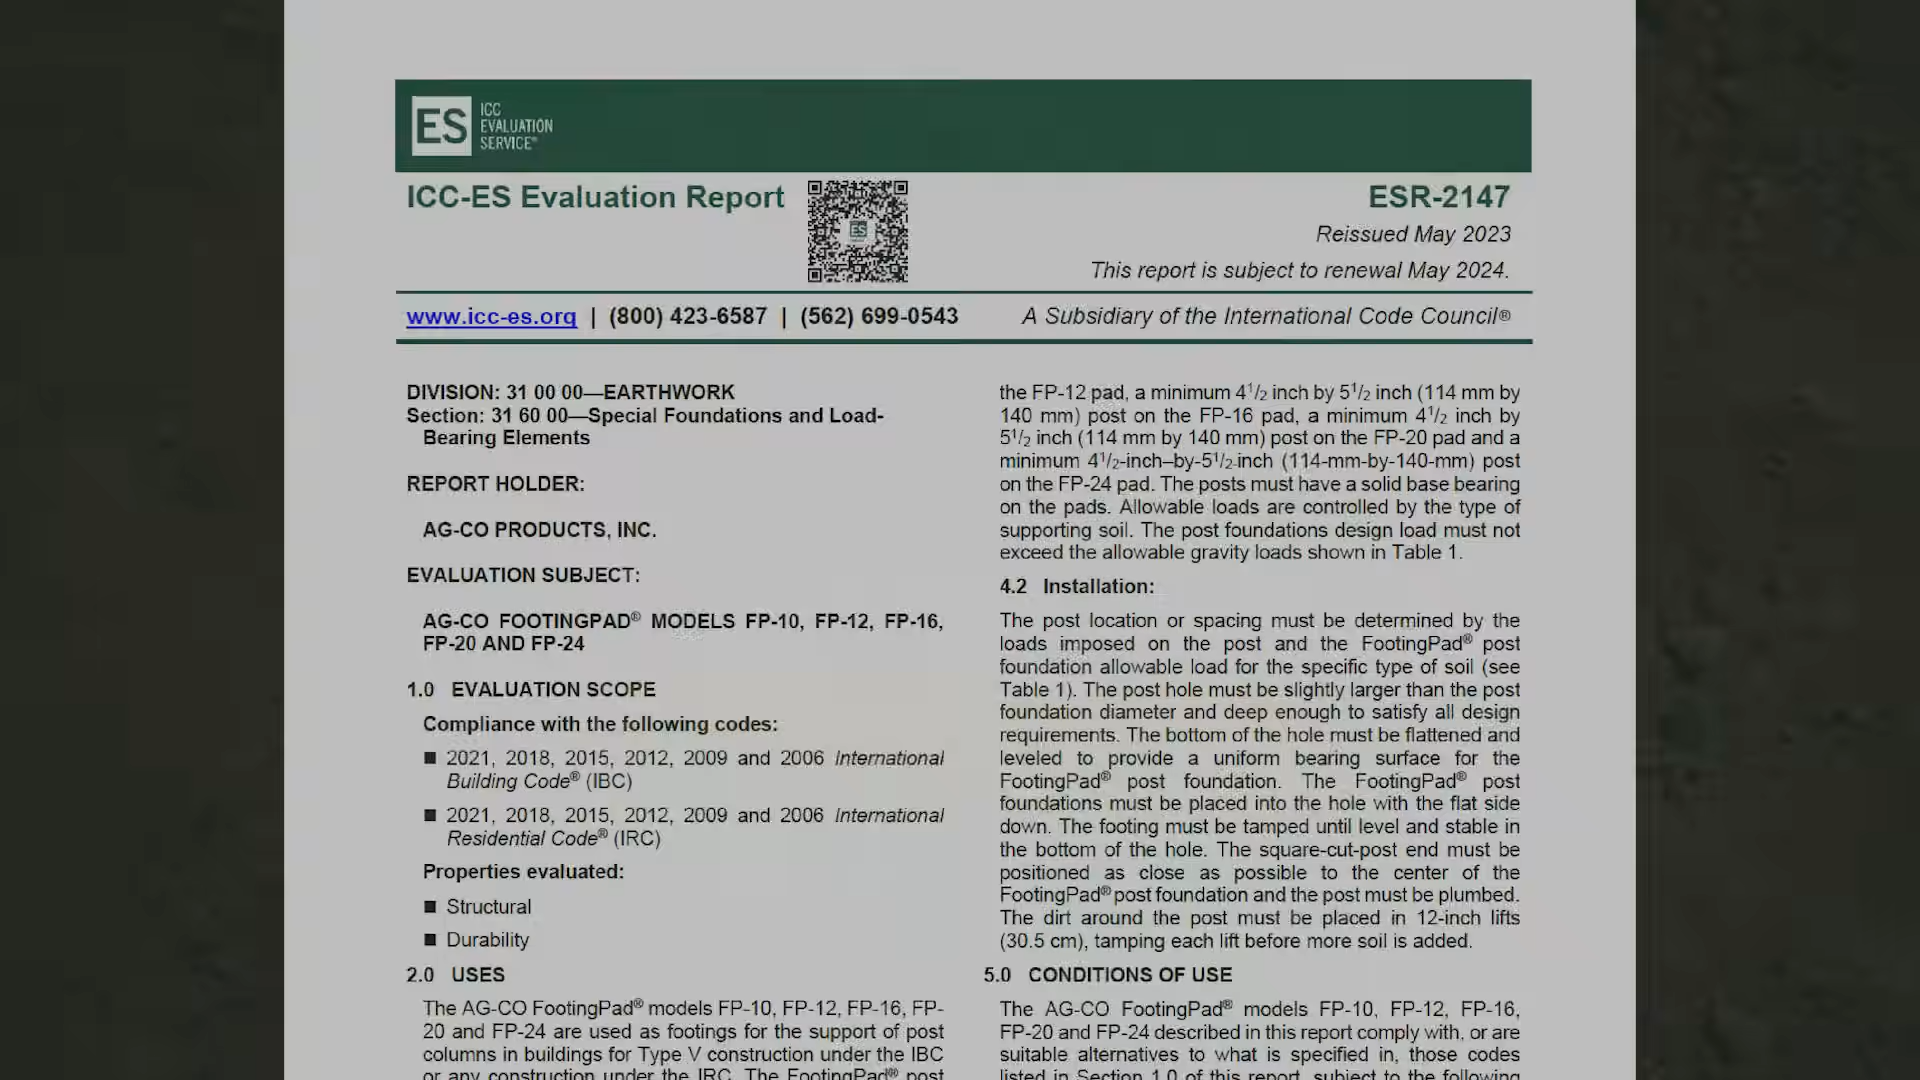 ES
ICC
EVALUATION
SERVICE®
ICC-ES Evaluation Report
ES
ESR-2147
Reissued May 2023
This report is subject to renewal May 2024.
www.icc-es.org | (800) 423-6587 | (562) 699-0543
A Subsidiary of the International Code Council®
DIVISION: 31 00 00—EARTHWORK
Section: 31 60 00—Special Foundations and Load-
Bearing Elements
REPORT HOLDER:
AG-CO PRODUCTS, INC.
EVALUATION SUBJECT:
AG-CO FOOTINGPAD® MODELS FP-10, FP-12, FP-16,
FP-20 AND FP-24
1.0 EVALUATION SCOPE
Compliance with the following codes:
■ 2021, 2018, 2015, 2012, 2009 and 2006 International
Building Code® (IBC)
■ 2021, 2018, 2015, 2012, 2009 and 2006 International
Residential Code® (IRC)
Properties evaluated:
■ Structural
■ Durability
2.0 USES
The AG-CO FootingPad® models FP-10, FP-12, FP-16, FP-
20 and FP-24 are used as footings for the support of post
columns in buildings for Type V construction under the IBC
or any construction under the IRC. The FootingPad® post
the FP-12 pad, a minimum 4¹/₂ inch by 5¹/₂ inch (114 mm by
140 mm) post on the FP-16 pad, a minimum 4¹/₂ inch by
5¹/₂ inch (114 mm by 140 mm) post on the FP-20 pad and a
minimum 4¹/₂-inch–by-5¹/₂-inch (114-mm-by-140-mm) post
on the FP-24 pad. The posts must have a solid base bearing
on the pads. Allowable loads are controlled by the type of
supporting soil. The post foundations design load must not
exceed the allowable gravity loads shown in Table 1.
4.2 Installation:
The post location or spacing must be determined by the
loads imposed on the post and the FootingPad® post
foundation allowable load for the specific type of soil (see
Table 1). The post hole must be slightly larger than the post
foundation diameter and deep enough to satisfy all design
requirements. The bottom of the hole must be flattened and
leveled to provide a uniform bearing surface for the
FootingPad® post foundation. The FootingPad® post
foundations must be placed into the hole with the flat side
down. The footing must be tamped until level and stable in
the bottom of the hole. The square-cut-post end must be
positioned as close as possible to the center of the
FootingPad® post foundation and the post must be plumbed.
The dirt around the post must be placed in 12-inch lifts
(30.5 cm), tamping each lift before more soil is added.
5.0 CONDITIONS OF USE
The AG-CO FootingPad® models FP-10, FP-12, FP-16,
FP-20 and FP-24 described in this report comply with, or are
suitable alternatives to what is specified in, those codes
listed in Section 1.0 of this report, subject to the following